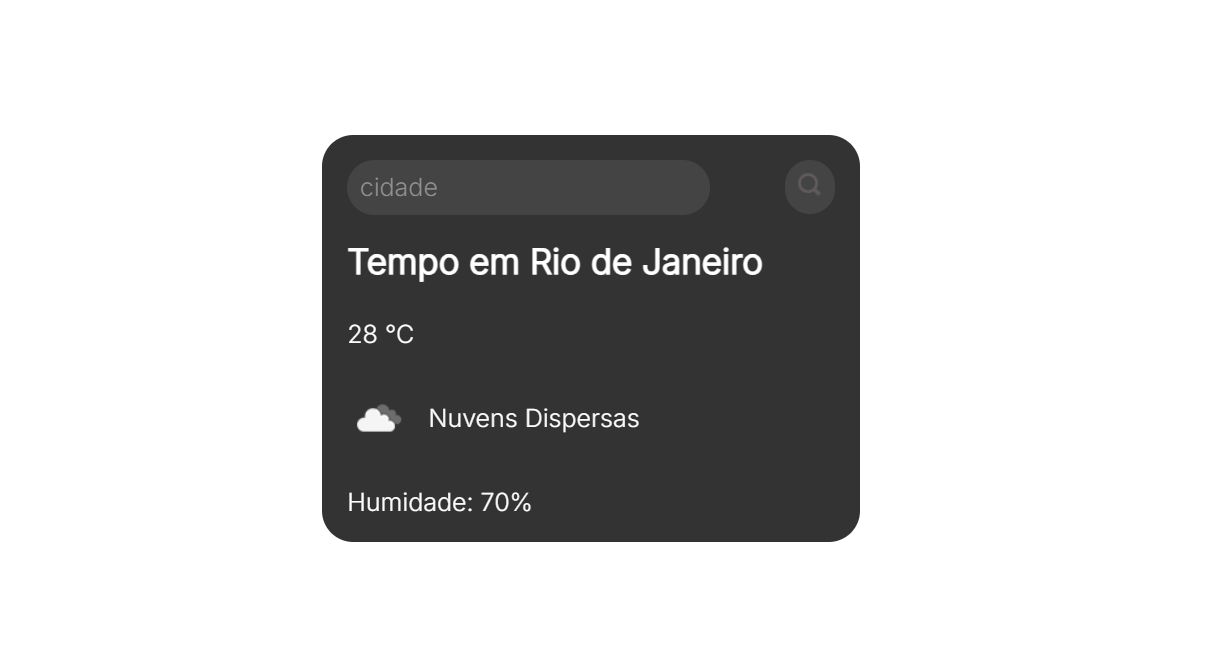 cidade
Tempo em Rio de Janeiro
28 °C
Nuvens Dispersas
Humidade: 70%